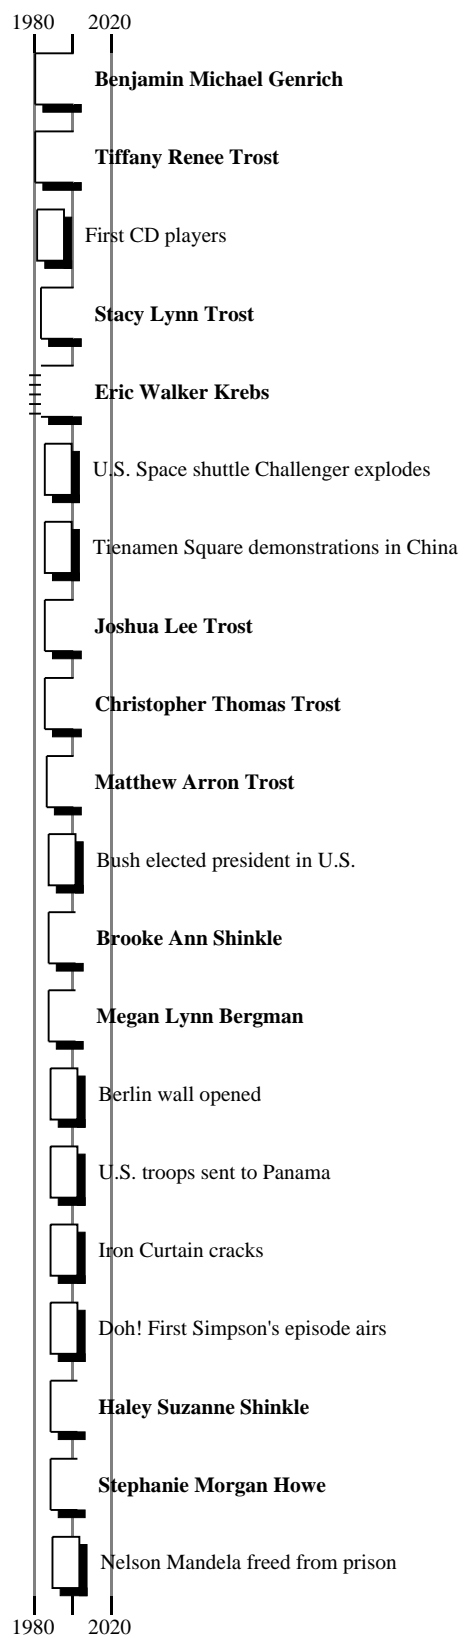 1980 2020
Benjamin Michael Genrich
Tiffany Renee Trost
First CD players
Stacy Lynn Trost
Eric Walker Krebs
U.S. Space shuttle Challenger explodes
Tienamen Square demonstrations in China
Joshua Lee Trost
Christopher Thomas Trost
Matthew Arron Trost
Bush elected president in U.S.
Brooke Ann Shinkle
Megan Lynn Bergman
Berlin wall opened
U.S. troops sent to Panama
Iron Curtain cracks
Doh! First Simpson's episode airs
Haley Suzanne Shinkle
Stephanie Morgan Howe
Nelson Mandela freed from prison
1980 2020